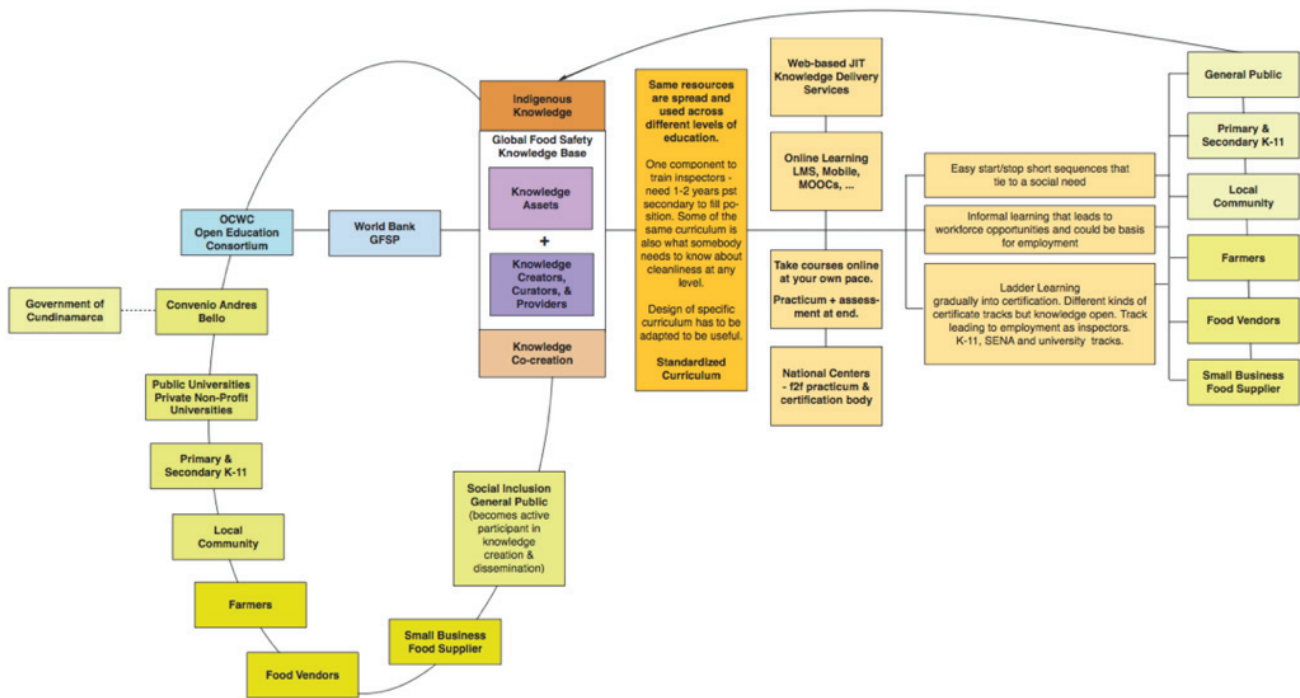 Government of
Cundinamarca
OCWC
Open Education
Consortium
Convenio Andres
Bello
Public Universities
Private Non-Profit
Universities
Primary &
Secondary K-11
Local
Community
Farmers
Food Vendors
Small Business
Food Supplier
Social Inclusion
General Public
(becomes active
participant in
knowledge
creation &
dissemination)
World Bank
GFSP
Indigenous
Knowledge
Global Food Safety
Knowledge Base
Knowledge
Assets
+
Knowledge
Creators,
Curators, &
Providers
Knowledge
Co-creation
Same resources
are spread and
used across
different levels of
education.
One component to
train inspectors -
need 1-2 years pst
secondary to fill po-
sition. Some of the
same curriculum is
also what somebody
needs to know about
cleanliness at any
level.
Design of specific
curriculum has to be
adapted to be useful.
Standardized
Curriculum
Web-based JIT
Knowledge Delivery
Services
Online Learning
LMS, Mobile,
MOOCs, ...
Take courses online
at your own pace.
Practicum + assess-
ment at end.
National Centers
- f2f practicum &
certification body
Easy start/stop short sequences that
tie to a social need
Informal learning that leads to
workforce opportunities and could be basis
for employment
Ladder Learning
gradually into certification. Different kinds of
certificate tracks but knowledge open. Track
leading to employment as inspectors.
K-11, SENA and university tracks.
General Public
Primary &
Secondary K-11
Local
Community
Farmers
Food Vendors
Small Business
Food Supplier